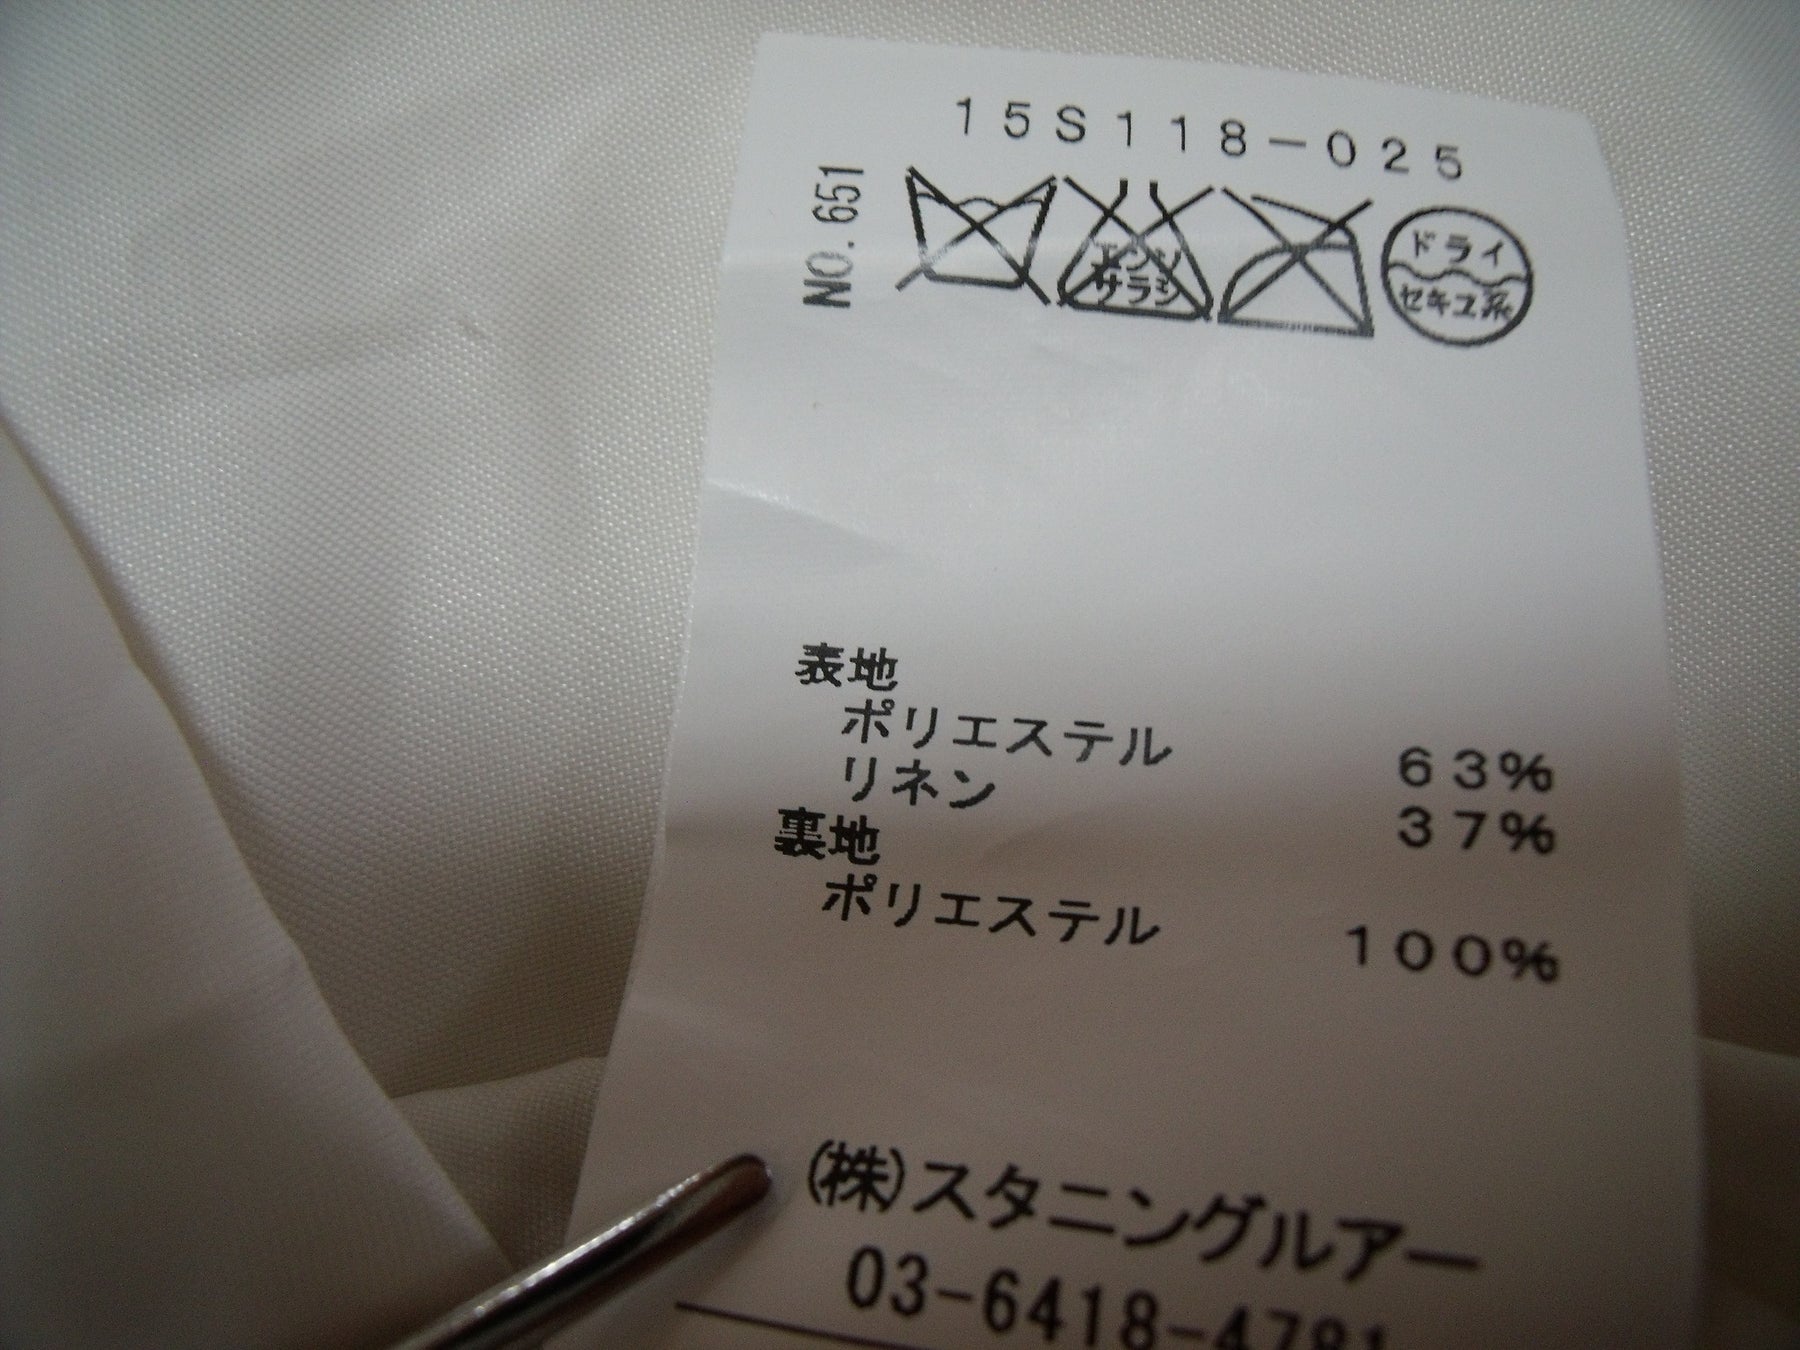 15S118-025
NO.651
エンソ
サラシ
ドライ
セキユ系
表地
ポリエステル 63%
リネン 37%
裏地
ポリエステル 100%
(株)スタニングルアー
03-6418-4781